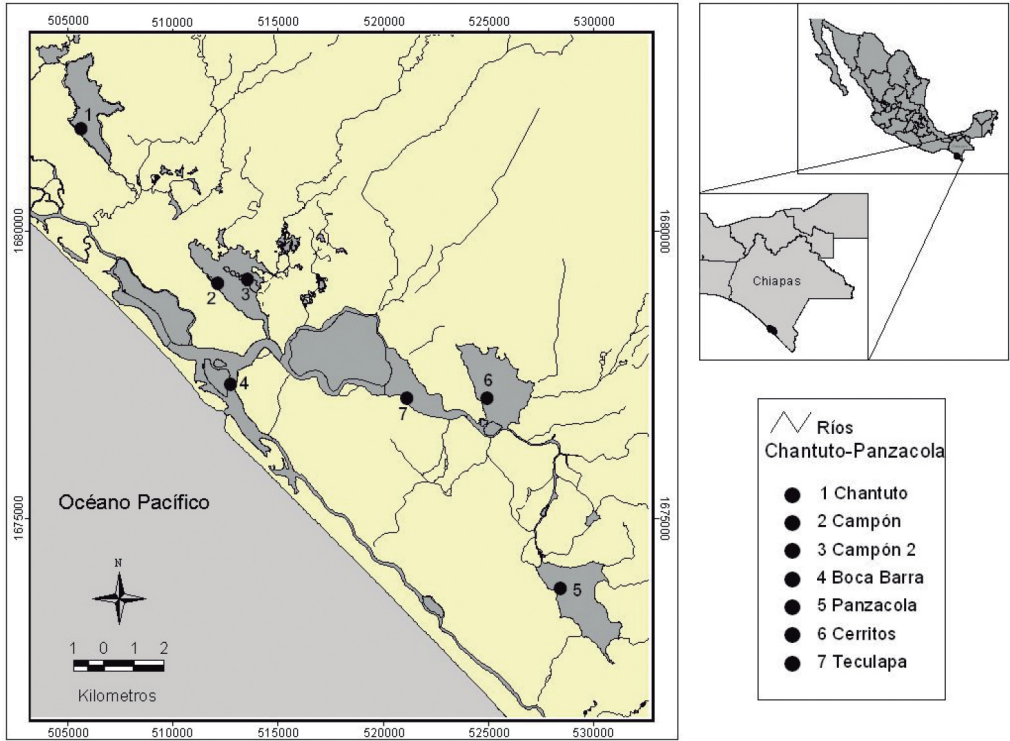 505000 510000 515000 520000 525000 530000
1
1680000
1680000
2
3
4
6
7
Océano Pacífico
1675000
1675000
N
5
1 0 1 2
Kilometros
505000 510000 515000 520000 525000 530000
Chiapas
Ríos
Chantuto-Panzacola
1 Chantuto
2 Campón
3 Campón 2
4 Boca Barra
5 Panzacola
6 Cerritos
7 Teculapa